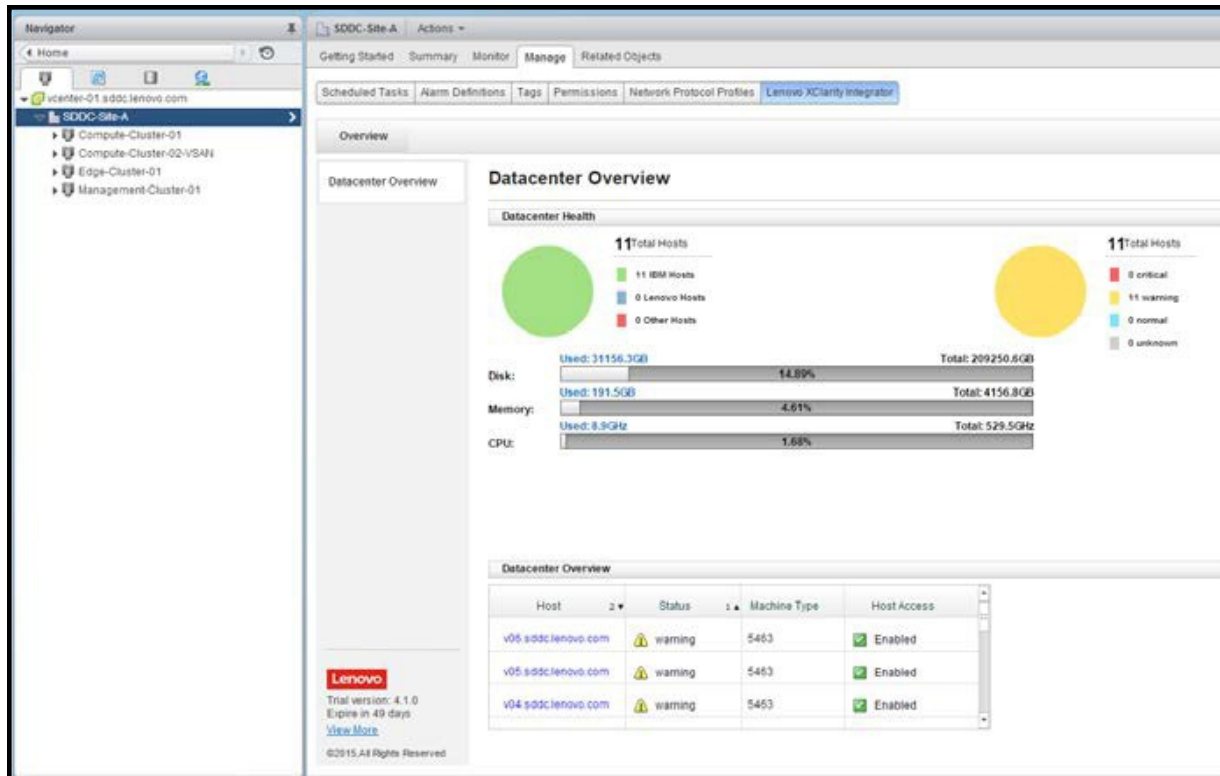 Navigator
Home
vcenter-01.sddc.lenovo.com
SDDC-Site-A
Compute-Cluster-01
Compute-Cluster-02-VSAN
Edge-Cluster-01
Management-Cluster-01
SDDC-Site-A Actions
Getting Started Summary Monitor Manage Related Objects
Scheduled Tasks Alarm Definitions Tags Permissions Network Protocol Profiles Lenovo XClarity Integrator
Overview
Datacenter Overview
Datacenter Overview
Datacenter Health
11 Total Hosts
11 IBM Hosts
0 Lenovo Hosts
0 Other Hosts
11 Total Hosts
0 critical
11 warning
0 normal
0 unknown
Used: 31156.3GB Total: 209250.6GB
Disk: 14.89%
Used: 191.5GB Total: 4156.8GB
Memory: 4.61%
Used: 8.9GHz Total: 529.5GHz
CPU: 1.68%
Datacenter Overview
Host 2 Status 1 Machine Type Host Access
v06.sddc.lenovo.com warning 5463 Enabled
v05.sddc.lenovo.com warning 5463 Enabled
v04.sddc.lenovo.com warning 5463 Enabled
Lenovo
Trial version: 4.1.0
Expire in 49 days
View More
©2015.All Rights Reserved